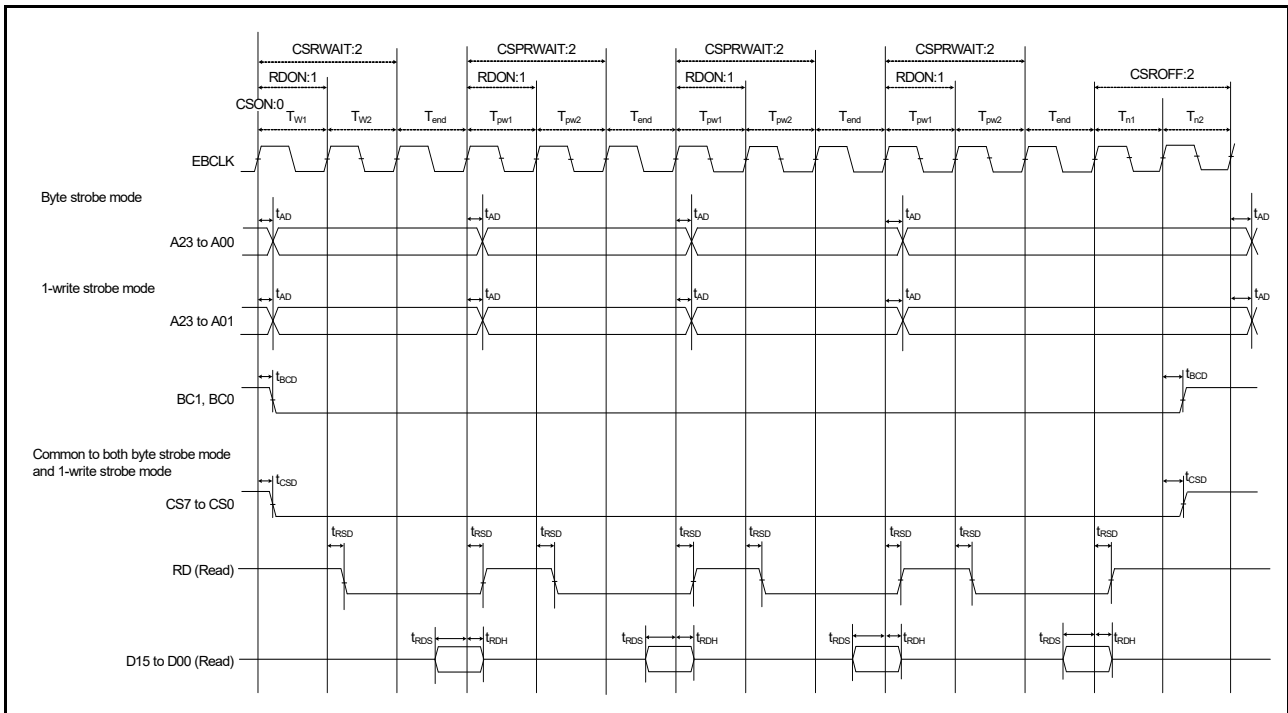 CSRWAIT:2 CSPRWAIT:2 CSPRWAIT:2 CSPRWAIT:2
RDON:1 RDON:1 RDON:1 RDON:1 CSROFF:2
CSON:0
TW1 TW2 Tend Tpw1 Tpw2 Tend Tpw1 Tpw2 Tend Tpw1 Tpw2 Tend Tn1 Tn2
EBCLK
Byte strobe mode
tAD tAD tAD tAD tAD
A23 to A00
1-write strobe mode
tAD tAD tAD tAD tAD
A23 to A01
tBCD tBCD
BC1, BC0
Common to both byte strobe mode
and 1-write strobe mode
tCSD tCSD
CS7 to CS0
tRSD tRSD tRSD tRSD tRSD tRSD tRSD tRSD
RD (Read)
tRDS tRDH tRDS tRDH tRDS tRDH tRDS tRDH
D15 to D00 (Read)